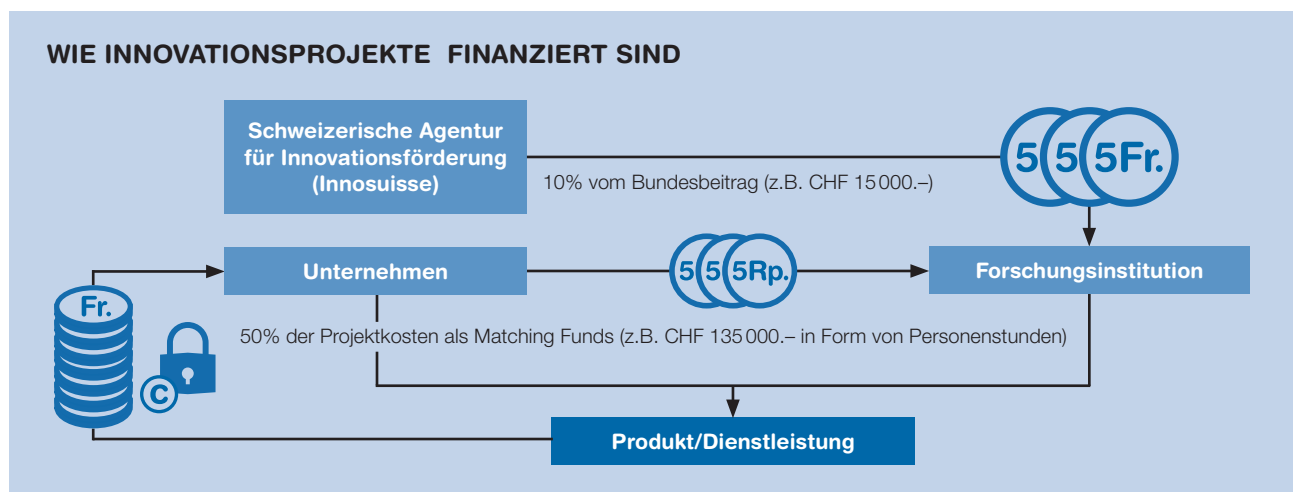 WIE INNOVATIONSPROJEKTE FINANZIERT SIND
Schweizerische Agentur
für Innovationsförderung
(Innosuisse)
5 5 5Fr.
10% vom Bundesbeitrag (z.B. CHF 15 000.–)
Unternehmen
5 5 5Rp.
Forschungsinstitution
Fr.
50% der Projektkosten als Matching Funds (z.B. CHF 135 000.– in Form von Personenstunden)
C
Produkt/Dienstleistung